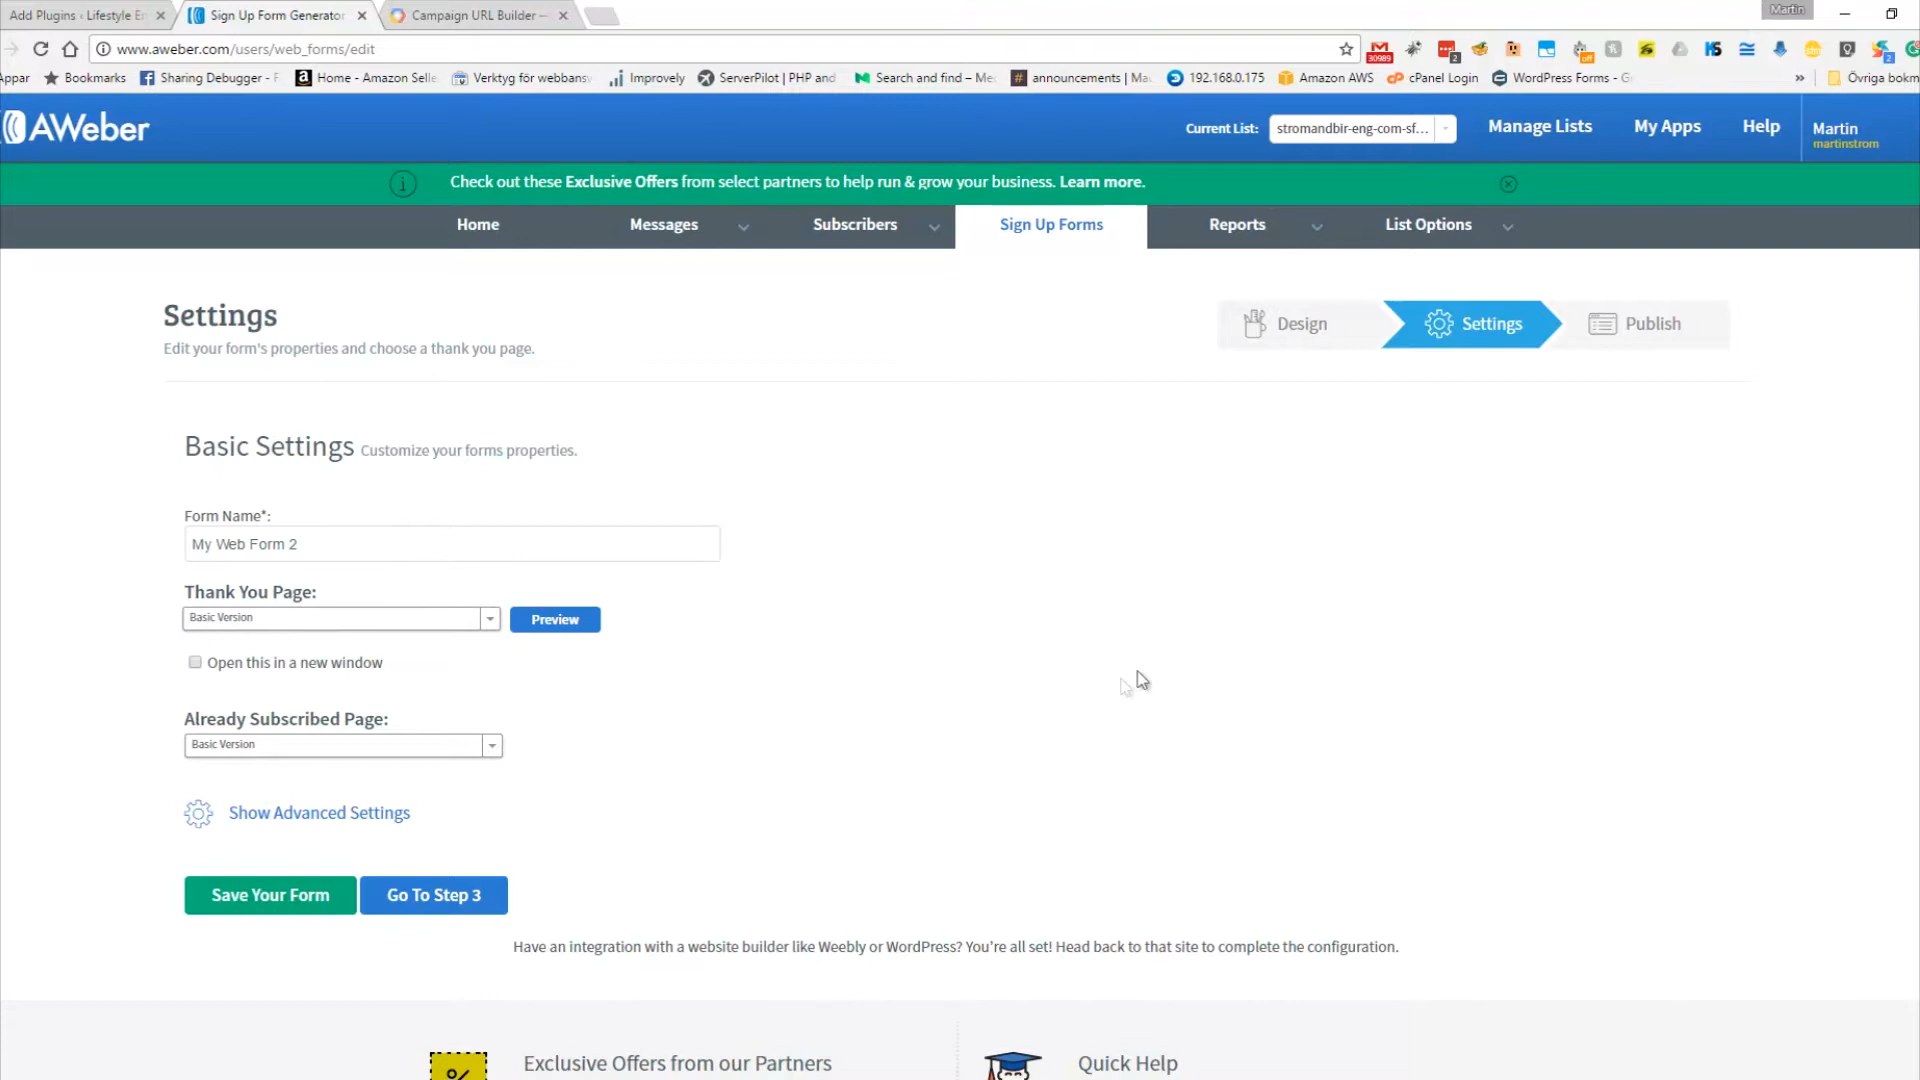 Add Plugins ‹ Lifestyle En
Sign Up Form Generator
Campaign URL Builder —
Martin
www.aweber.com/users/web_forms/edit
30989
2
off
2
Appar
Bookmarks
Sharing Debugger - F
Home - Amazon Selle
Verktyg för webbansv
Improvely
ServerPilot | PHP and
Search and find – Me
announcements | Ma
192.168.0.175
Amazon AWS
cPanel Login
WordPress Forms - G
»
Övriga bokm
AWeber
Current List:
stromandbir-eng-com-sf...
Manage Lists
My Apps
Help
Martin
martinstrom
Check out these Exclusive Offers from select partners to help run & grow your business. Learn more.
Home
Messages
Subscribers
Sign Up Forms
Reports
List Options
Settings
Edit your form's properties and choose a thank you page.
Design
Settings
Publish
Basic Settings Customize your forms properties.
Form Name*:
My Web Form 2
Thank You Page:
Basic Version
Preview
Open this in a new window
Already Subscribed Page:
Basic Version
Show Advanced Settings
Save Your Form
Go To Step 3
Have an integration with a website builder like Weebly or WordPress? You're all set! Head back to that site to complete the configuration.
%
Exclusive Offers from our Partners
Quick Help